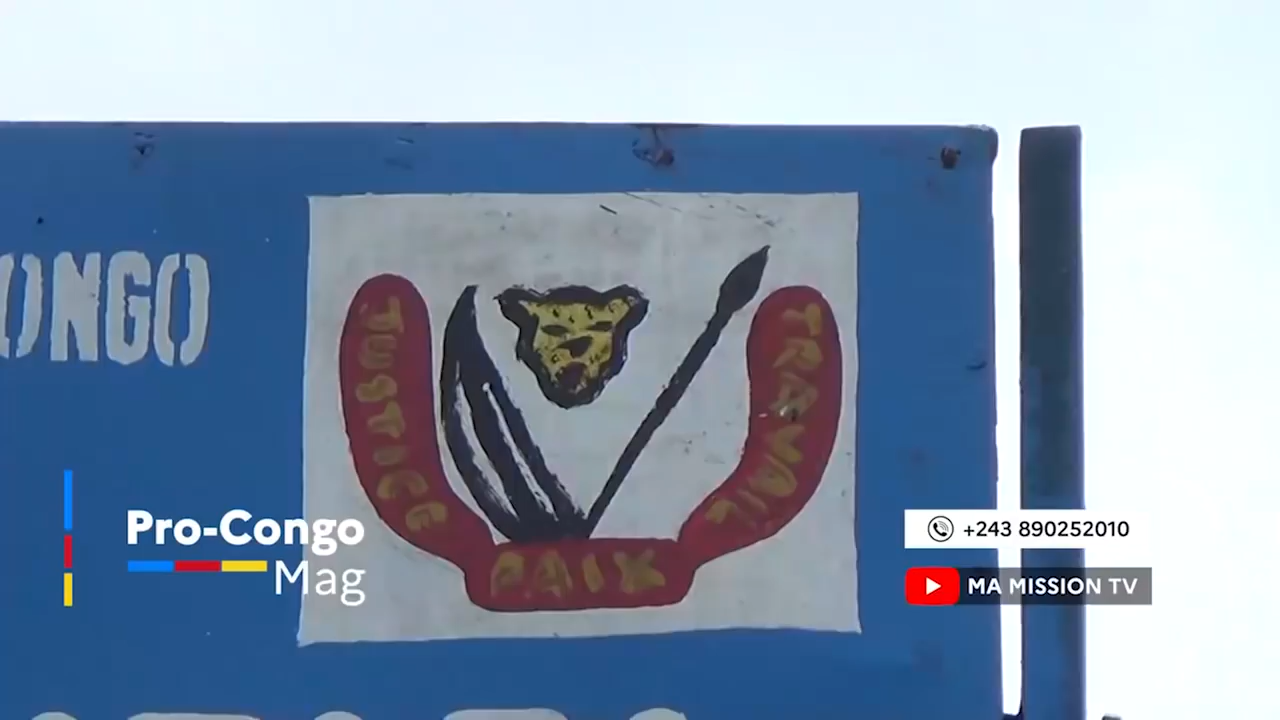 ONGO
JUSTICE
PAIX
TRAVAIL
Pro-Congo
Mag
+243 890252010
MA MISSION TV